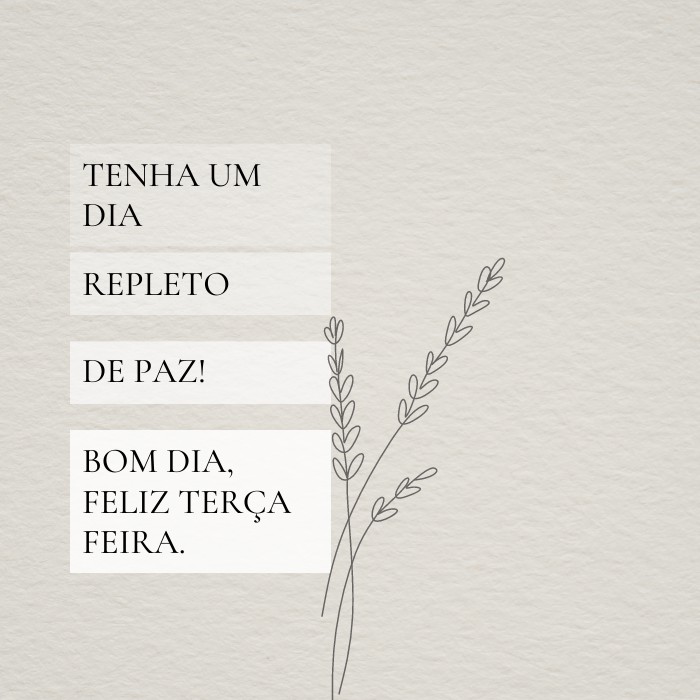 TENHA UM
DIA
REPLETO
DE PAZ!
BOM DIA,
FELIZ TERÇA
FEIRA.